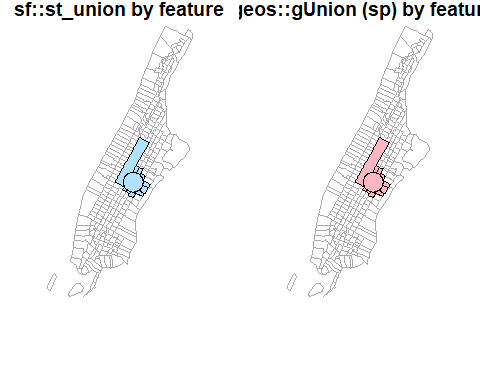 sf::st_union by feature
geos::gUnion (sp) by featur